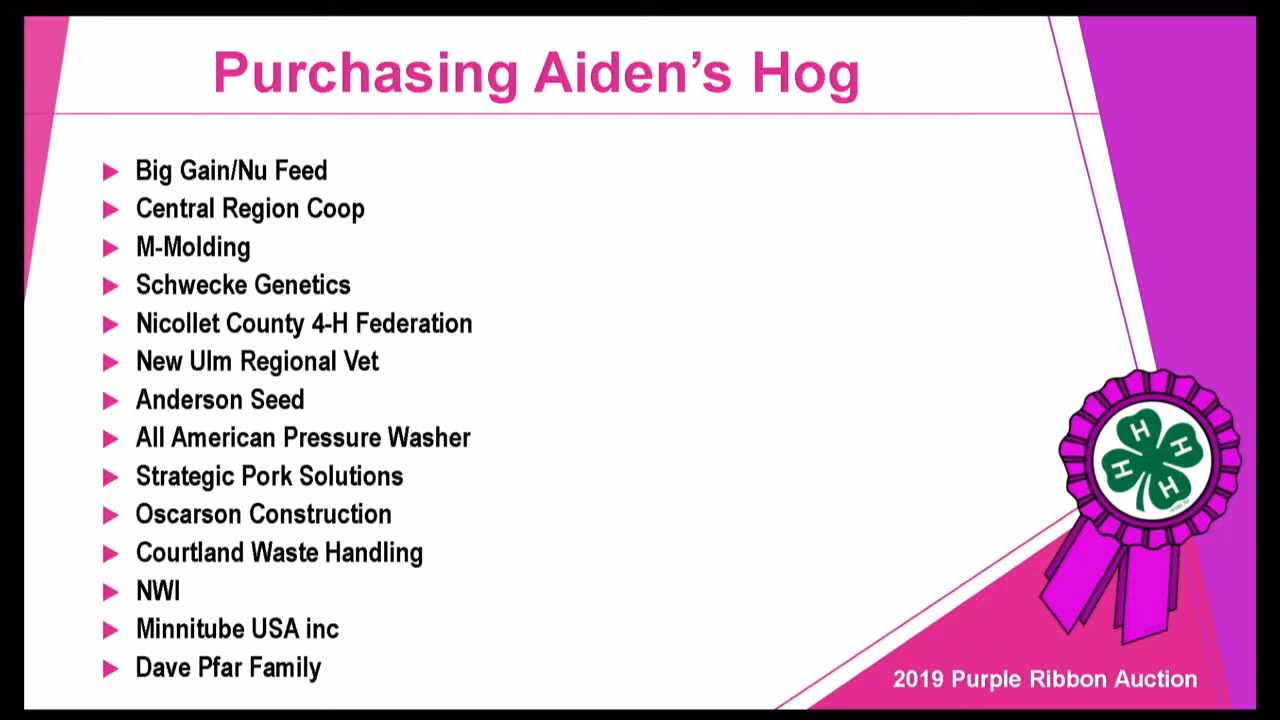 Purchasing Aiden's Hog
Big Gain/Nu Feed
Central Region Coop
M-Molding
Schwecke Genetics
Nicollet County 4-H Federation
New Ulm Regional Vet
Anderson Seed
All American Pressure Washer
Strategic Pork Solutions
Oscarson Construction
Courtland Waste Handling
NWI
Minnitube USA inc
Dave Pfar Family
H
H
H
H
2019 Purple Ribbon Auction